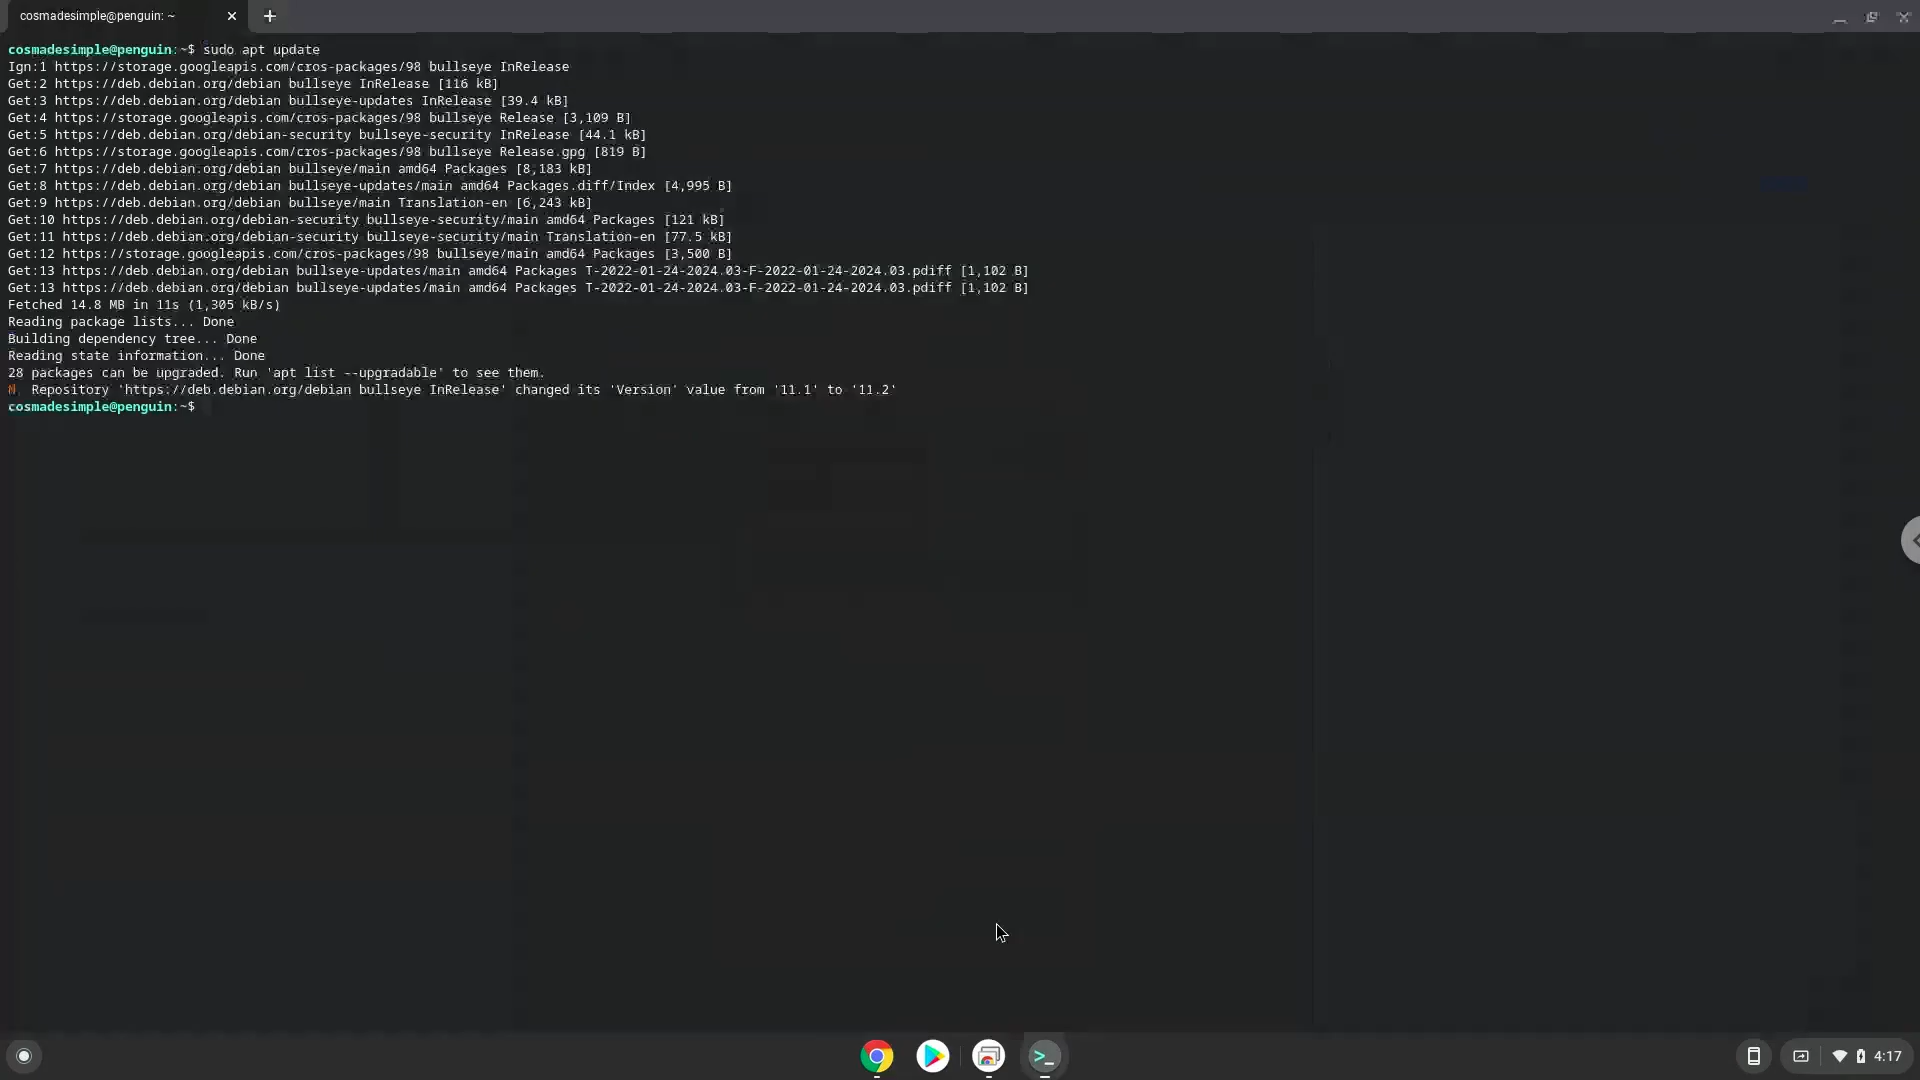 cosmadesimple@penguin: ~
cosmadesimple@penguin:~$ sudo apt update
Ign:1 https://storage.googleapis.com/cros-packages/98 bullseye InRelease
Get:2 https://deb.debian.org/debian bullseye InRelease [116 kB]
Get:3 https://deb.debian.org/debian bullseye-updates InRelease [39.4 kB]
Get:4 https://storage.googleapis.com/cros-packages/98 bullseye Release [3,109 B]
Get:5 https://deb.debian.org/debian-security bullseye-security InRelease [44.1 kB]
Get:6 https://storage.googleapis.com/cros-packages/98 bullseye Release.gpg [819 B]
Get:7 https://deb.debian.org/debian bullseye/main amd64 Packages [8,183 kB]
Get:8 https://deb.debian.org/debian bullseye-updates/main amd64 Packages.diff/Index [4,995 B]
Get:9 https://deb.debian.org/debian bullseye/main Translation-en [6,243 kB]
Get:10 https://deb.debian.org/debian-security bullseye-security/main amd64 Packages [121 kB]
Get:11 https://deb.debian.org/debian-security bullseye-security/main Translation-en [77.5 kB]
Get:12 https://storage.googleapis.com/cros-packages/98 bullseye/main amd64 Packages [3,500 B]
Get:13 https://deb.debian.org/debian bullseye-updates/main amd64 Packages T-2022-01-24-2024.03-F-2022-01-24-2024.03.pdiff [1,102 B]
Get:13 https://deb.debian.org/debian bullseye-updates/main amd64 Packages T-2022-01-24-2024.03-F-2022-01-24-2024.03.pdiff [1,102 B]
Fetched 14.8 MB in 11s (1,305 kB/s)
Reading package lists... Done
Building dependency tree... Done
Reading state information... Done
28 packages can be upgraded. Run 'apt list --upgradable' to see them.
N: Repository 'https://deb.debian.org/debian bullseye InRelease' changed its 'Version' value from '11.1' to '11.2'
cosmadesimple@penguin:~$
4:17